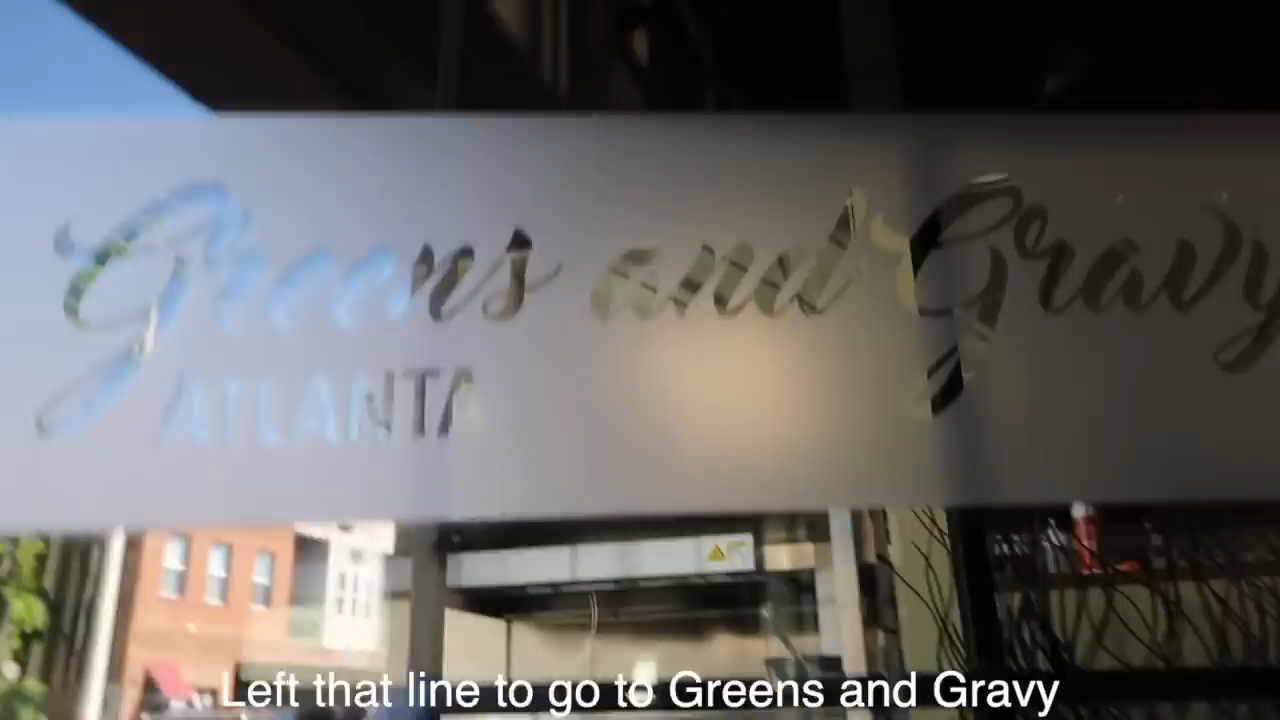 Greens and Gravy
ATLANTA
Left that line to go to Greens and Gravy